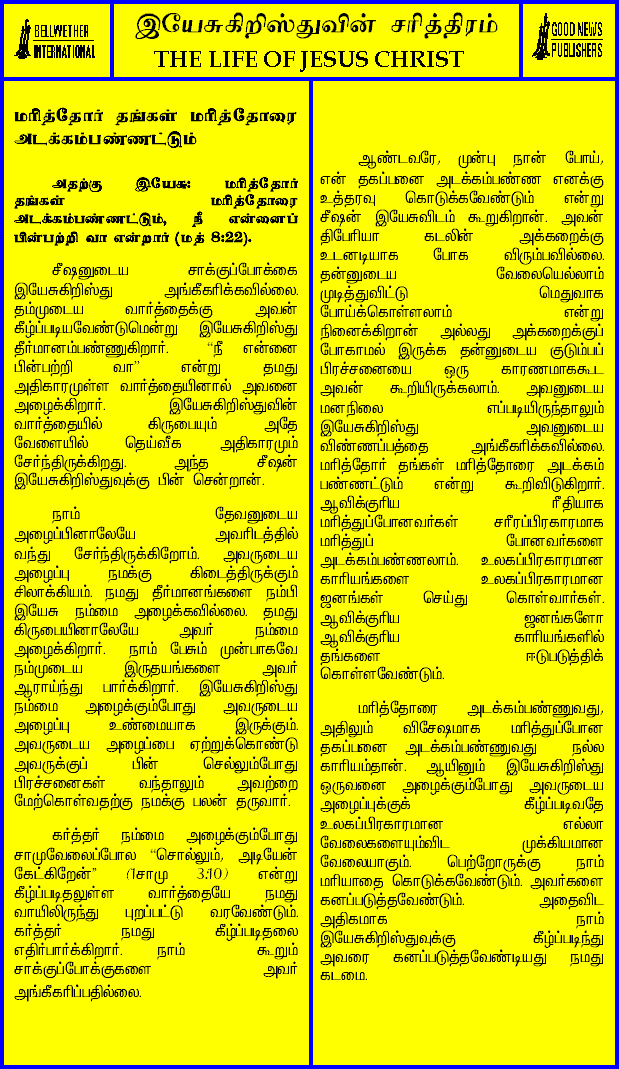 BELLWETHER
INTERNATIONAL
இயேசுகிறிஸ்துவின் சரித்திரம்
THE LIFE OF JESUS CHRIST
GOOD NEWS
PUBLISHERS
மரித்தோர் தங்கள் மரித்தோரை
அடக்கம்பண்ணட்டும்
அதற்கு இயேசு: மரித்தோர்
தங்கள் மரித்தோரை
அடக்கம்பண்ணட்டும், நீ என்னைப்
பின்பற்றி வா என்றார் (மத் 8:22).
சீஷனுடைய சாக்குப்போக்கை
இயேசுகிறிஸ்து அங்கீகரிக்கவில்லை.
தம்முடைய வார்த்தைக்கு அவன்
கீழ்ப்படியவேண்டுமென்று இயேசுகிறிஸ்து
தீர்மானம்பண்ணுகிறார். “நீ என்னை
பின்பற்றி வா” என்று தமது
அதிகாரமுள்ள வார்த்தையினால் அவனை
அழைக்கிறார். இயேசுகிறிஸ்துவின்
வார்த்தையில் கிருபையும் அதே
வேளையில் தெய்வீக அதிகாரமும்
சேர்ந்திருக்கிறது. அந்த சீஷன்
இயேசுகிறிஸ்துவுக்கு பின் சென்றான்.
நாம் தேவனுடைய
அழைப்பினாலேயே அவரிடத்தில்
வந்து சேர்ந்திருக்கிறோம். அவருடைய
அழைப்பு நமக்கு கிடைத்திருக்கும்
சிலாக்கியம். நமது தீர்மானங்களை நம்பி
இயேசு நம்மை அழைக்கவில்லை. தமது
கிருபையினாலேயே அவர் நம்மை
அழைக்கிறார். நாம் பேசும் முன்பாகவே
நம்முடைய இருதயங்களை அவர்
ஆராய்ந்து பார்க்கிறார். இயேசுகிறிஸ்து
நம்மை அழைக்கும்போது அவருடைய
அழைப்பு உண்மையாக இருக்கும்.
அவருடைய அழைப்பை ஏற்றுக்கொண்டு
அவருக்குப் பின் செல்லும்போது
பிரச்சனைகள் வந்தாலும் அவற்றை
மேற்கொள்வதற்கு நமக்கு பலன் தருவார்.
கர்த்தர் நம்மை அழைக்கும்போது
சாமுவேலைப்போல “சொல்லும், அடியேன்
கேட்கிறேன்” (1சாமு 3:10) என்று
கீழ்ப்படிதலுள்ள வார்த்தையே நமது
வாயிலிருந்து புறப்பட்டு வரவேண்டும்.
கர்த்தர் நமது கீழ்ப்படிதலை
எதிர்பார்க்கிறார். நாம் கூறும்
சாக்குப்போக்குகளை அவர்
அங்கீகரிப்பதில்லை.
ஆண்டவரே, முன்பு நான் போய்,
என் தகப்பனை அடக்கம்பண்ண எனக்கு
உத்தரவு கொடுக்கவேண்டும் என்று
சீஷன் இயேசுவிடம் கூறுகிறான். அவன்
திபேரியா கடலின் அக்கறைக்கு
உடனடியாக போக விரும்பவில்லை.
தன்னுடைய வேலையெல்லாம்
முடித்துவிட்டு மெதுவாக
போய்க்கொள்ளலாம் என்று
நினைக்கிறான் அல்லது அக்கறைக்குப்
போகாமல் இருக்க தன்னுடைய குடும்பப்
பிரச்சனையை ஒரு காரணமாககூட
அவன் கூறியிருக்கலாம். அவனுடைய
மனநிலை எப்படியிருந்தாலும்
இயேசுகிறிஸ்து அவனுடைய
விண்ணப்பத்தை அங்கீகரிக்கவில்லை.
மரித்தோர் தங்கள் மரித்தோரை அடக்கம்
பண்ணட்டும் என்று கூறிவிடுகிறார்.
ஆவிக்குரிய ரீதியாக
மரித்துப்போனவர்கள் சரீரப்பிரகாரமாக
மரித்துப் போனவர்களை
அடக்கம்பண்ணலாம். உலகப்பிரகாரமான
காரியங்களை உலகப்பிரகாரமான
ஜனங்கள் செய்து கொள்வார்கள்.
ஆவிக்குரிய ஜனங்களோ
ஆவிக்குரிய காரியங்களில்
தங்களை ஈடுபடுத்திக்
கொள்ளவேண்டும்.
மரித்தோரை அடக்கம்பண்ணுவது,
அதிலும் விசேஷமாக மரித்துப்போன
தகப்பனை அடக்கம்பண்ணுவது நல்ல
காரியம்தான். ஆயினும் இயேசுகிறிஸ்து
ஒருவனை அழைக்கும்போது அவருடைய
அழைப்புக்குக் கீழ்ப்படிவதே
உலகப்பிரகாரமான எல்லா
வேலைகளையும்விட முக்கியமான
வேலையாகும். பெற்றோருக்கு நாம்
மரியாதை கொடுக்கவேண்டும். அவர்களை
கனப்படுத்தவேண்டும். அதைவிட
அதிகமாக நாம்
இயேசுகிறிஸ்துவுக்கு கீழ்ப்படிந்து
அவரை கனப்படுத்தவேண்டியது நமது
கடமை.